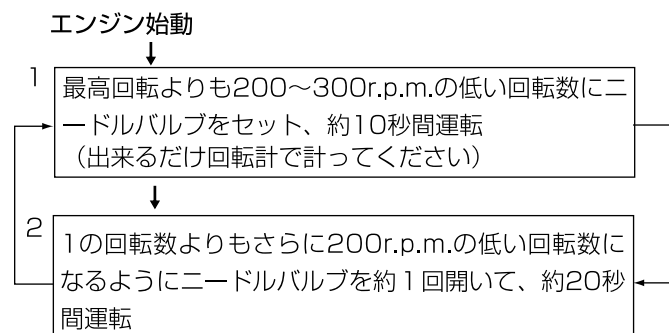 エンジン始動
1
最高回転よりも200～300r.p.m.の低い回転数にニ
ードルバルブをセット、約10秒間運転
（出来るだけ回転計で計ってください）
2
1の回転数よりもさらに200r.p.m.の低い回転数に
なるようにニードルバルブを約１回開いて、約20秒
間運転